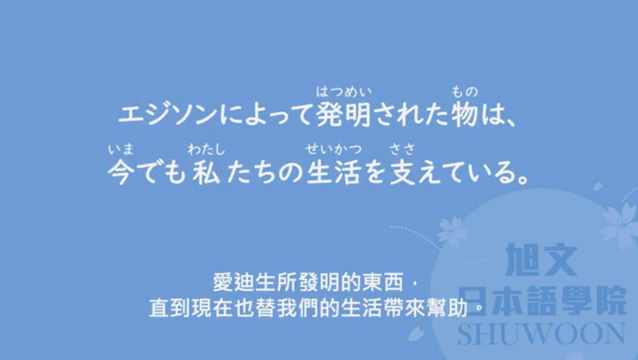 はつめい もの
エジソンによって発明された物は、
いま わたし せいかつ ささ
今でも私たちの生活を支えている。
愛迪生所發明的東西，
直到現在也替我們的生活帶來幫助。
旭文
日本語學院
SHUWOON